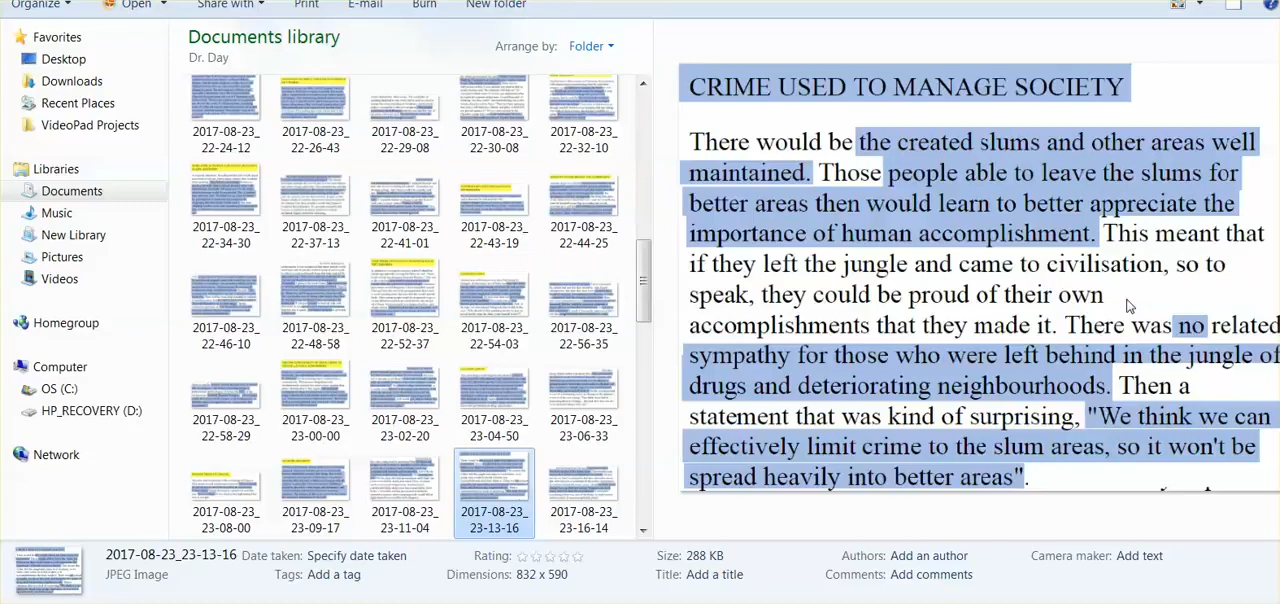 Organize
Open
Share with
Print
E-mail
Burn
New folder
Favorites
Desktop
Downloads
Recent Places
VideoPad Projects
Libraries
Documents
Music
New Library
Pictures
Videos
Homegroup
Computer
OS (C:)
HP_RECOVERY (D:)
Network
Documents library
Dr. Day
Arrange by: Folder
2017-08-23_ 2017-08-23_ 2017-08-23_ 2017-08-23_ 2017-08-23_
22-24-12 22-26-43 22-29-08 22-30-08 22-32-10
2017-08-23_ 2017-08-23_ 2017-08-23_ 2017-08-23_ 2017-08-23_
22-34-30 22-37-13 22-41-01 22-43-19 22-44-25
2017-08-23_ 2017-08-23_ 2017-08-23_ 2017-08-23_ 2017-08-23_
22-46-10 22-48-58 22-52-37 22-54-03 22-56-35
2017-08-23_ 2017-08-23_ 2017-08-23_ 2017-08-23_ 2017-08-23_
22-58-29 23-00-00 23-02-20 23-04-50 23-06-33
2017-08-23_ 2017-08-23_ 2017-08-23_ 2017-08-23_ 2017-08-23_
23-08-00 23-09-17 23-11-04 23-13-16 23-16-14
CRIME USED TO MANAGE SOCIETY
There would be the created slums and other areas well
maintained. Those people able to leave the slums for
better areas then would learn to better appreciate the
importance of human accomplishment. This meant that
if they left the jungle and came to civilisation, so to
speak, they could be proud of their own
accomplishments that they made it. There was no related
sympathy for those who were left behind in the jungle of
drugs and deteriorating neighbourhoods. Then a
statement that was kind of surprising, "We think we can
effectively limit crime to the slum areas, so it won't be
spread heavily into better areas".
2017-08-23_23-13-16 Date taken: Specify date taken Rating: Size: 288 KB Authors: Add an author Camera maker: Add text
JPEG Image Tags: Add a tag Dimensions: 832 x 590 Title: Add a title Comments: Add comments